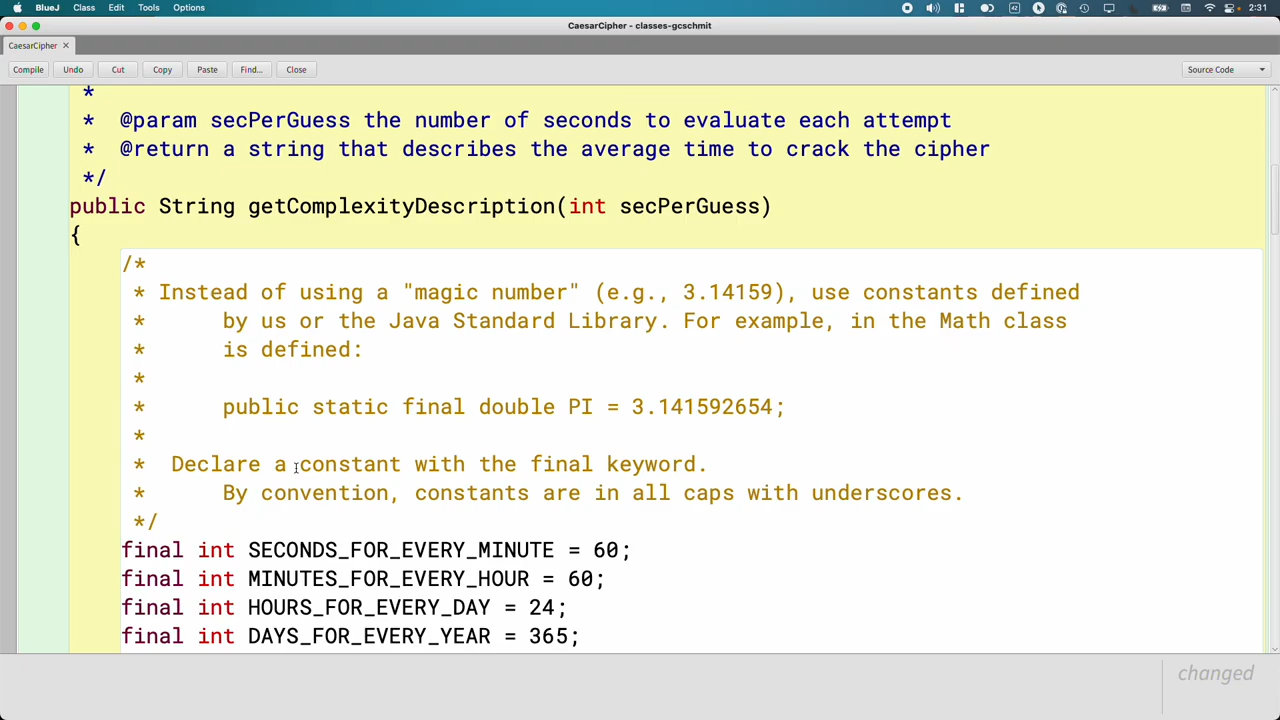 BlueJ Class Edit Tools Options 2:31
CaesarCipher - classes-gcschmit
CaesarCipher ×
Compile Undo Cut Copy Paste Find... Close Source Code
*
* @param secPerGuess the number of seconds to evaluate each attempt
* @return a string that describes the average time to crack the cipher
*/
public String getComplexityDescription(int secPerGuess)
{
/*
* Instead of using a "magic number" (e.g., 3.14159), use constants defined
* by us or the Java Standard Library. For example, in the Math class
* is defined:
*
* public static final double PI = 3.141592654;
*
* Declare a constant with the final keyword.
* By convention, constants are in all caps with underscores.
*/
final int SECONDS_FOR_EVERY_MINUTE = 60;
final int MINUTES_FOR_EVERY_HOUR = 60;
final int HOURS_FOR_EVERY_DAY = 24;
final int DAYS_FOR_EVERY_YEAR = 365;
changed